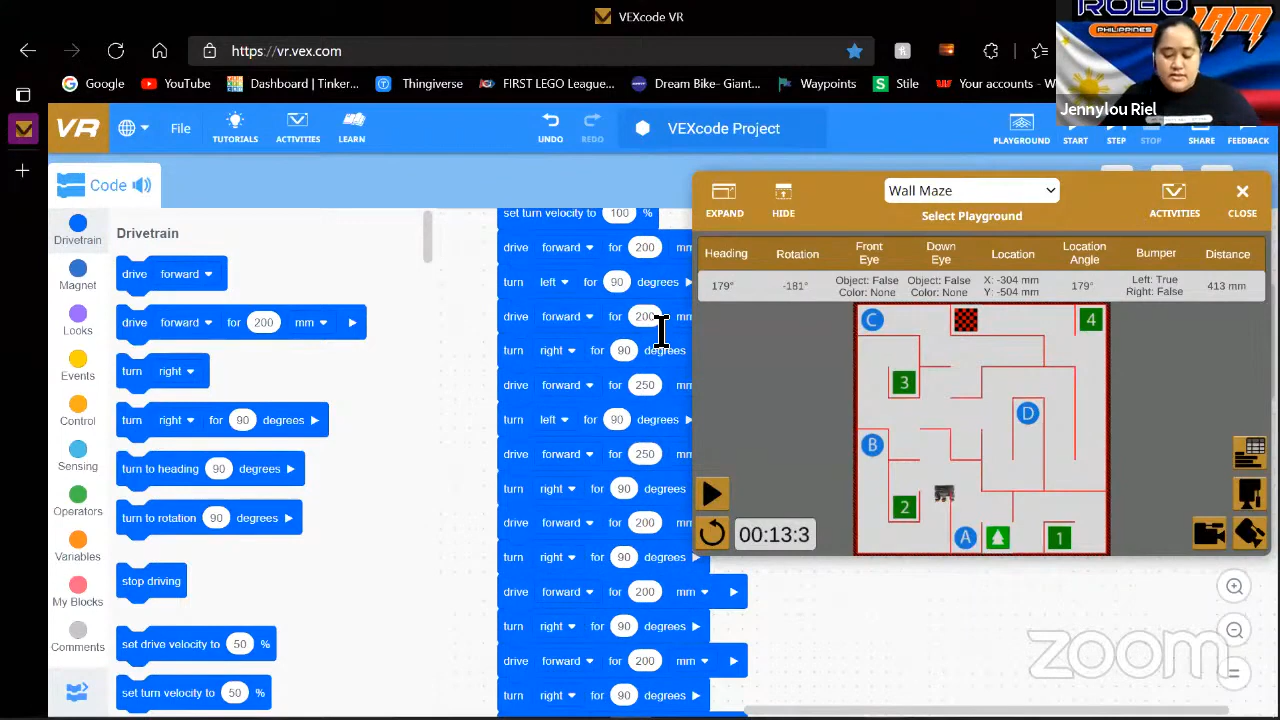 VEXcode VR
https://vr.vex.com
Google
YouTube
Dashboard | Tinker...
Thingiverse
FIRST LEGO League...
Dream Bike- Giant...
Waypoints
Stile
Your accounts - W
PHILIPPINES
Jennylou Riel
VR
File
TUTORIALS
ACTIVITIES
LEARN
UNDO
REDO
VEXcode Project
PLAYGROUND
START
STEP
STOP
SHARE
FEEDBACK
Code
Drivetrain
Magnet
Looks
Events
Control
Sensing
Operators
Variables
My Blocks
Comments
Drivetrain
drive forward
drive forward for 200 mm
turn right
turn right for 90 degrees
turn to heading 90 degrees
turn to rotation 90 degrees
stop driving
set drive velocity to 50 %
set turn velocity to 50 %
set turn velocity to 100 %
drive forward for 200 mm
turn left for 90 degrees
drive forward for 200 mm
turn right for 90 degrees
drive forward for 250 mm
turn left for 90 degrees
drive forward for 250 mm
turn right for 90 degrees
drive forward for 200 mm
turn right for 90 degrees
drive forward for 200 mm
turn right for 90 degrees
drive forward for 200 mm
turn right for 90 degrees
EXPAND
HIDE
Wall Maze
Select Playground
ACTIVITIES
CLOSE
Heading Rotation Front Eye Down Eye Location Location Angle Bumper Distance
179° -181° Object: False Color: None Object: False Color: None X: -304 mm Y: -504 mm 179° Left: True Right: False 413 mm
C
4
3
D
B
2
A
1
00:13:3
zoom